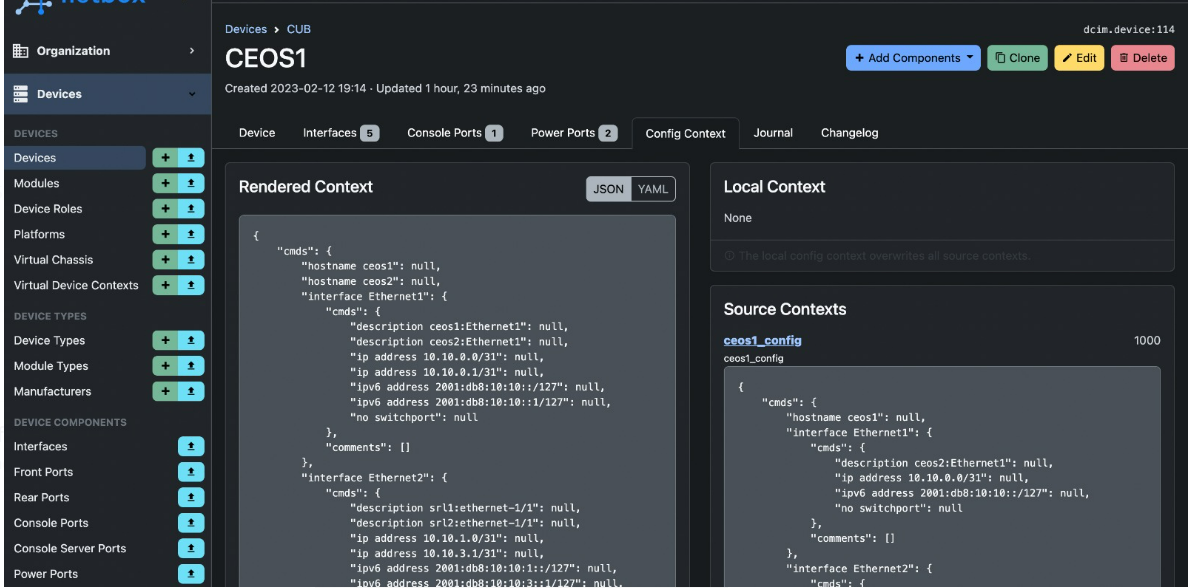 netbox
Organization
Devices
DEVICES
Devices
Modules
Device Roles
Platforms
Virtual Chassis
Virtual Device Contexts
DEVICE TYPES
Device Types
Module Types
Manufacturers
DEVICE COMPONENTS
Interfaces
Front Ports
Rear Ports
Console Ports
Console Server Ports
Power Ports
Devices > CUB
dcim.device:114
CEOS1
+ Add Components
Clone
Edit
Delete
Created 2023-02-12 19:14 · Updated 1 hour, 23 minutes ago
Device
Interfaces 5
Console Ports 1
Power Ports 2
Config Context
Journal
Changelog
Rendered Context
JSON YAML
{
"cmds": {
"hostname ceos1": null,
"hostname ceos2": null,
"interface Ethernet1": {
"cmds": {
"description ceos1:Ethernet1": null,
"description ceos2:Ethernet1": null,
"ip address 10.10.0.0/31": null,
"ip address 10.10.0.1/31": null,
"ipv6 address 2001:db8:10:10::/127": null,
"ipv6 address 2001:db8:10:10::1/127": null,
"no switchport": null
},
"comments": []
},
"interface Ethernet2": {
"cmds": {
"description srl1:ethernet-1/1": null,
"description srl2:ethernet-1/1": null,
"ip address 10.10.1.0/31": null,
"ip address 10.10.3.1/31": null,
"ipv6 address 2001:db8:10:10:1::/127": null,
"ipv6 address 2001:db8:10:10:3::1/127": null,
Local Context
None
The local config context overwrites all source contexts.
Source Contexts
ceos1_config 1000
ceos1_config
{
"cmds": {
"hostname ceos1": null,
"interface Ethernet1": {
"cmds": {
"description ceos2:Ethernet1": null,
"ip address 10.10.0.0/31": null,
"ipv6 address 2001:db8:10:10::/127": null,
"no switchport": null
},
"comments": []
},
"interface Ethernet2": {
"cmds": {